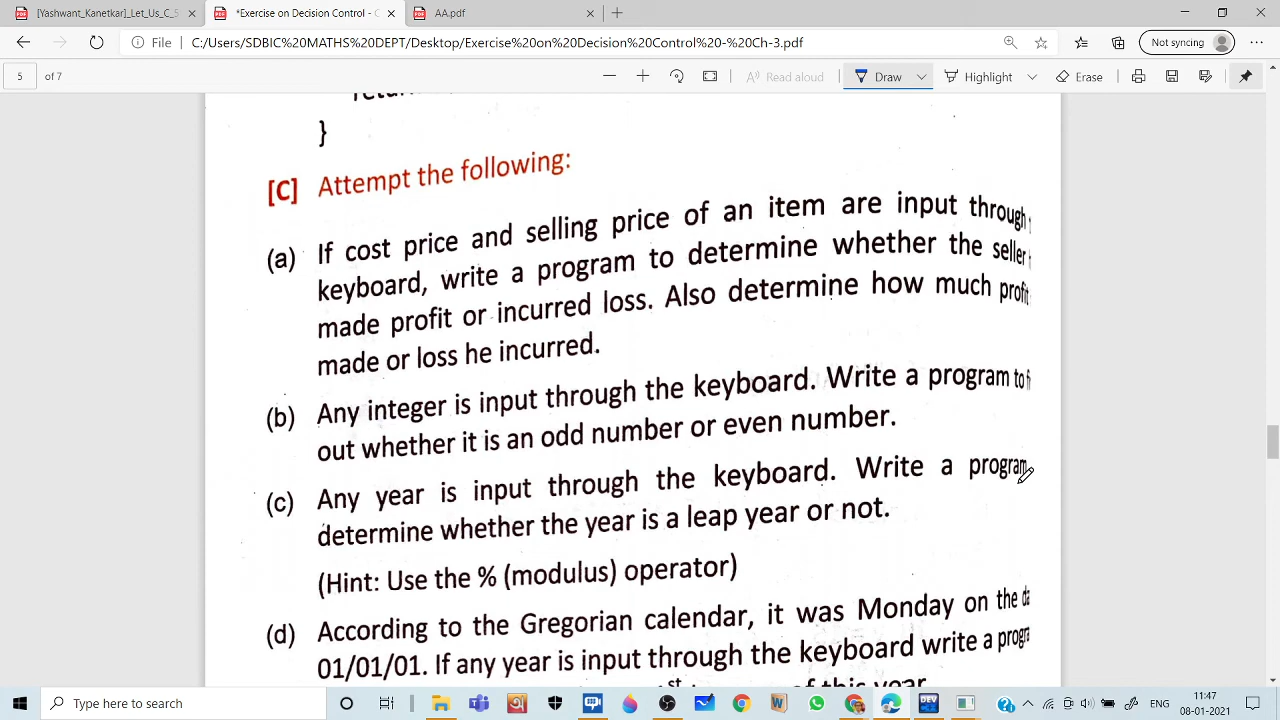 [Yashwant_Kanetkar]_Let_Us_C_5
*Exercise on Decision Control - C
AA.pdf
File
C:/Users/SDBIC%20MATHS%20DEPT/Desktop/Exercise%20on%20Decision%20Control%20-%20Ch-3.pdf
Not syncing
5 of 7
Read aloud
Draw
Highlight
Erase
}
[C] Attempt the following:
(a) If cost price and selling price of an item are input through
keyboard, write a program to determine whether the seller
made profit or incurred loss. Also determine how much profit
made or loss he incurred.
(b) Any integer is input through the keyboard. Write a program to
out whether it is an odd number or even number.
(c) Any year is input through the keyboard. Write a program
determine whether the year is a leap year or not.
(Hint: Use the % (modulus) operator)
(d) According to the Gregorian calendar, it was Monday on the
01/01/01. If any year is input through the keyboard write a
st of this year
Type here to search
ENG
11:47
08-01-2021